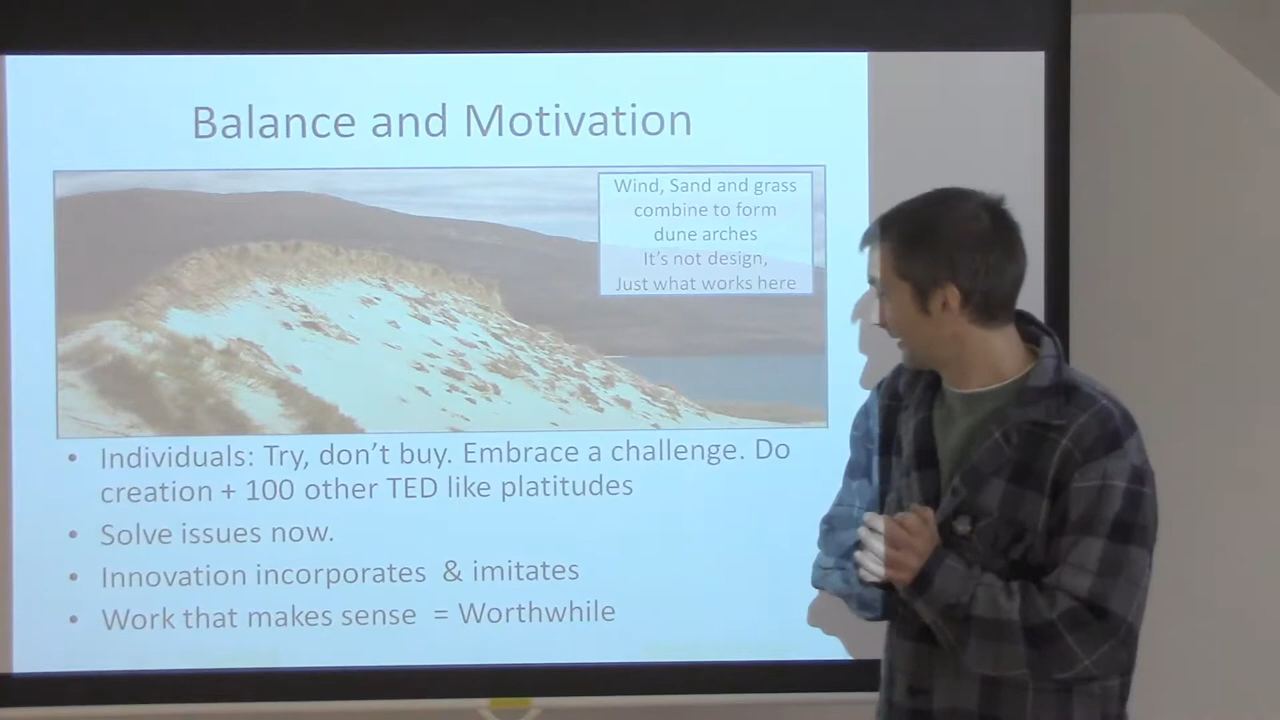 Balance and Motivation
Wind, Sand and grass
combine to form
dune arches
It's not design,
Just what works here
• Individuals: Try, don't buy. Embrace a challenge. Do
creation + 100 other TED like platitudes
• Solve issues now.
• Innovation incorporates & imitates
• Work that makes sense = Worthwhile